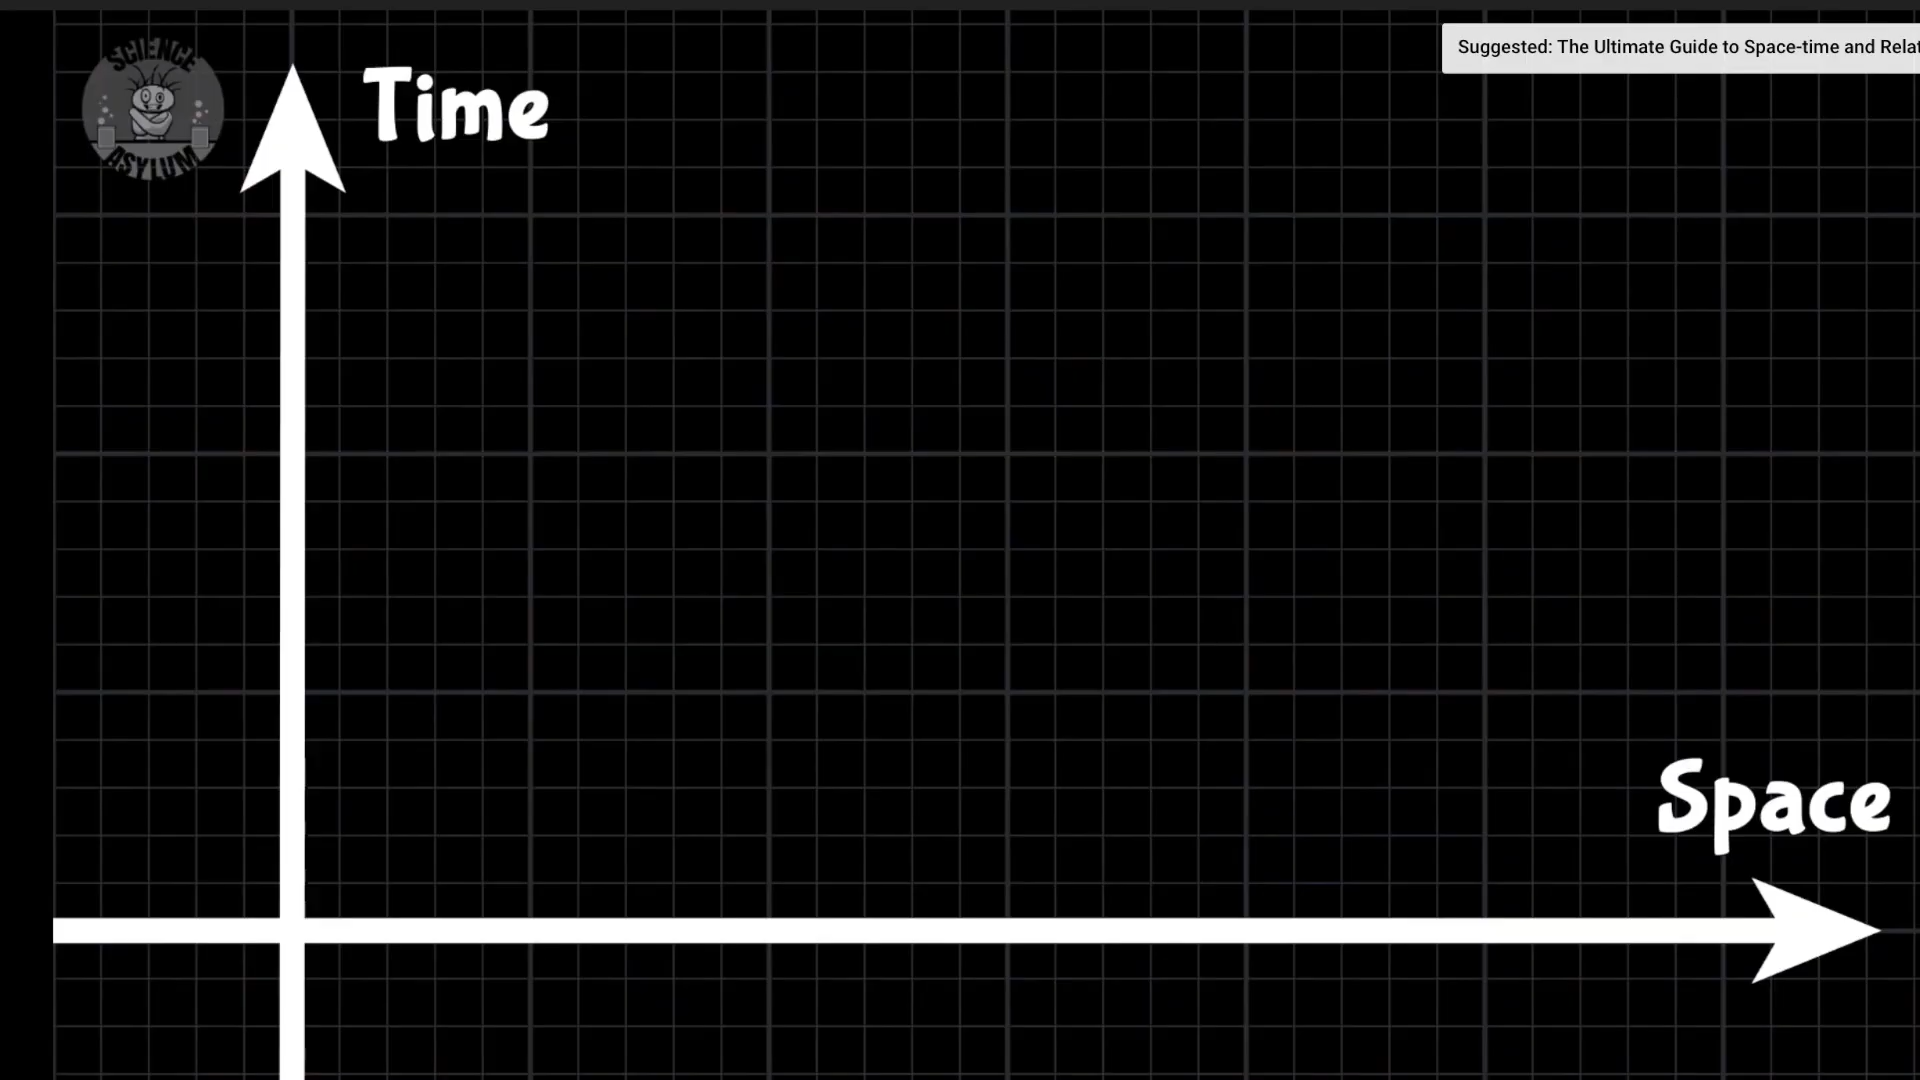 SCIENCE
ASYLUM
Time
Suggested: The Ultimate Guide to Space-time and Relat
Space